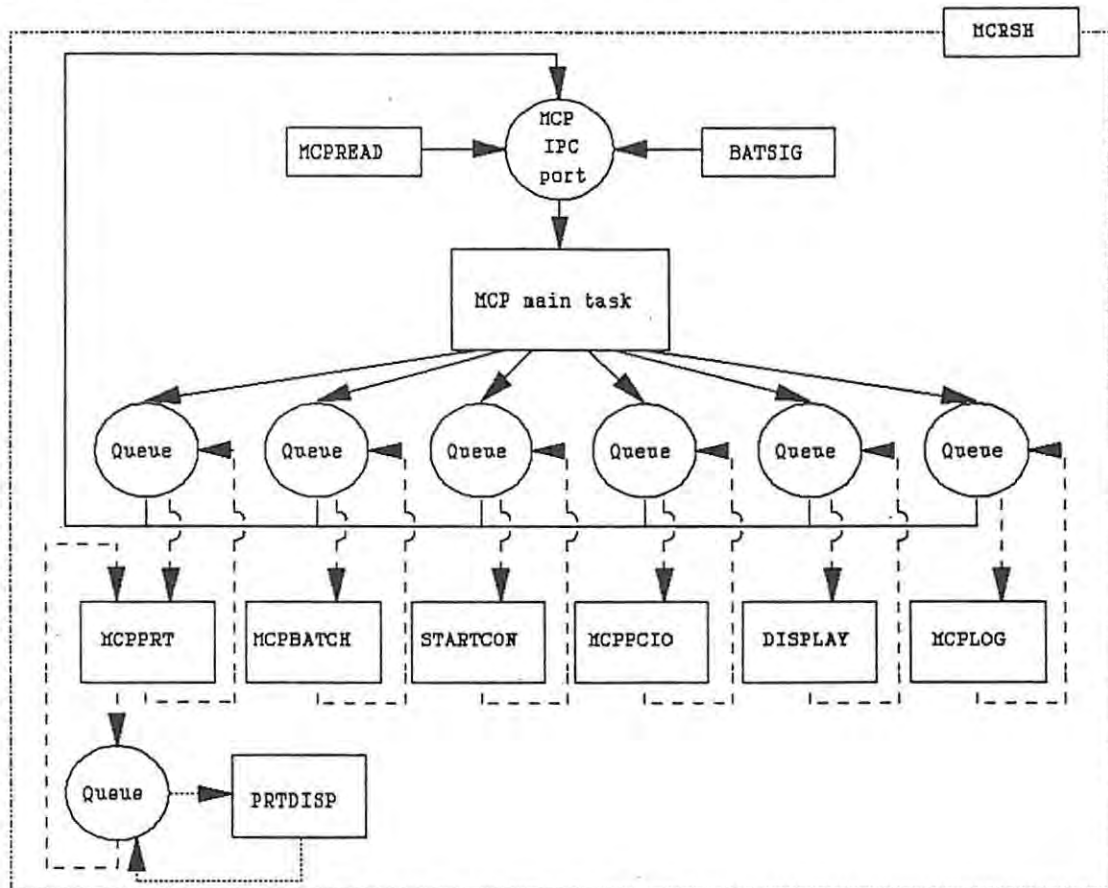 MCRSH
MCP
IPC
port
MCPREAD
BATSIG
MCP main task
Queue
Queue
Queue
Queue
Queue
Queue
MCPPRT
MCPBATCH
STARTCON
MCPPCIO
DISPLAY
MCPLOG
Queue
PRTDISP